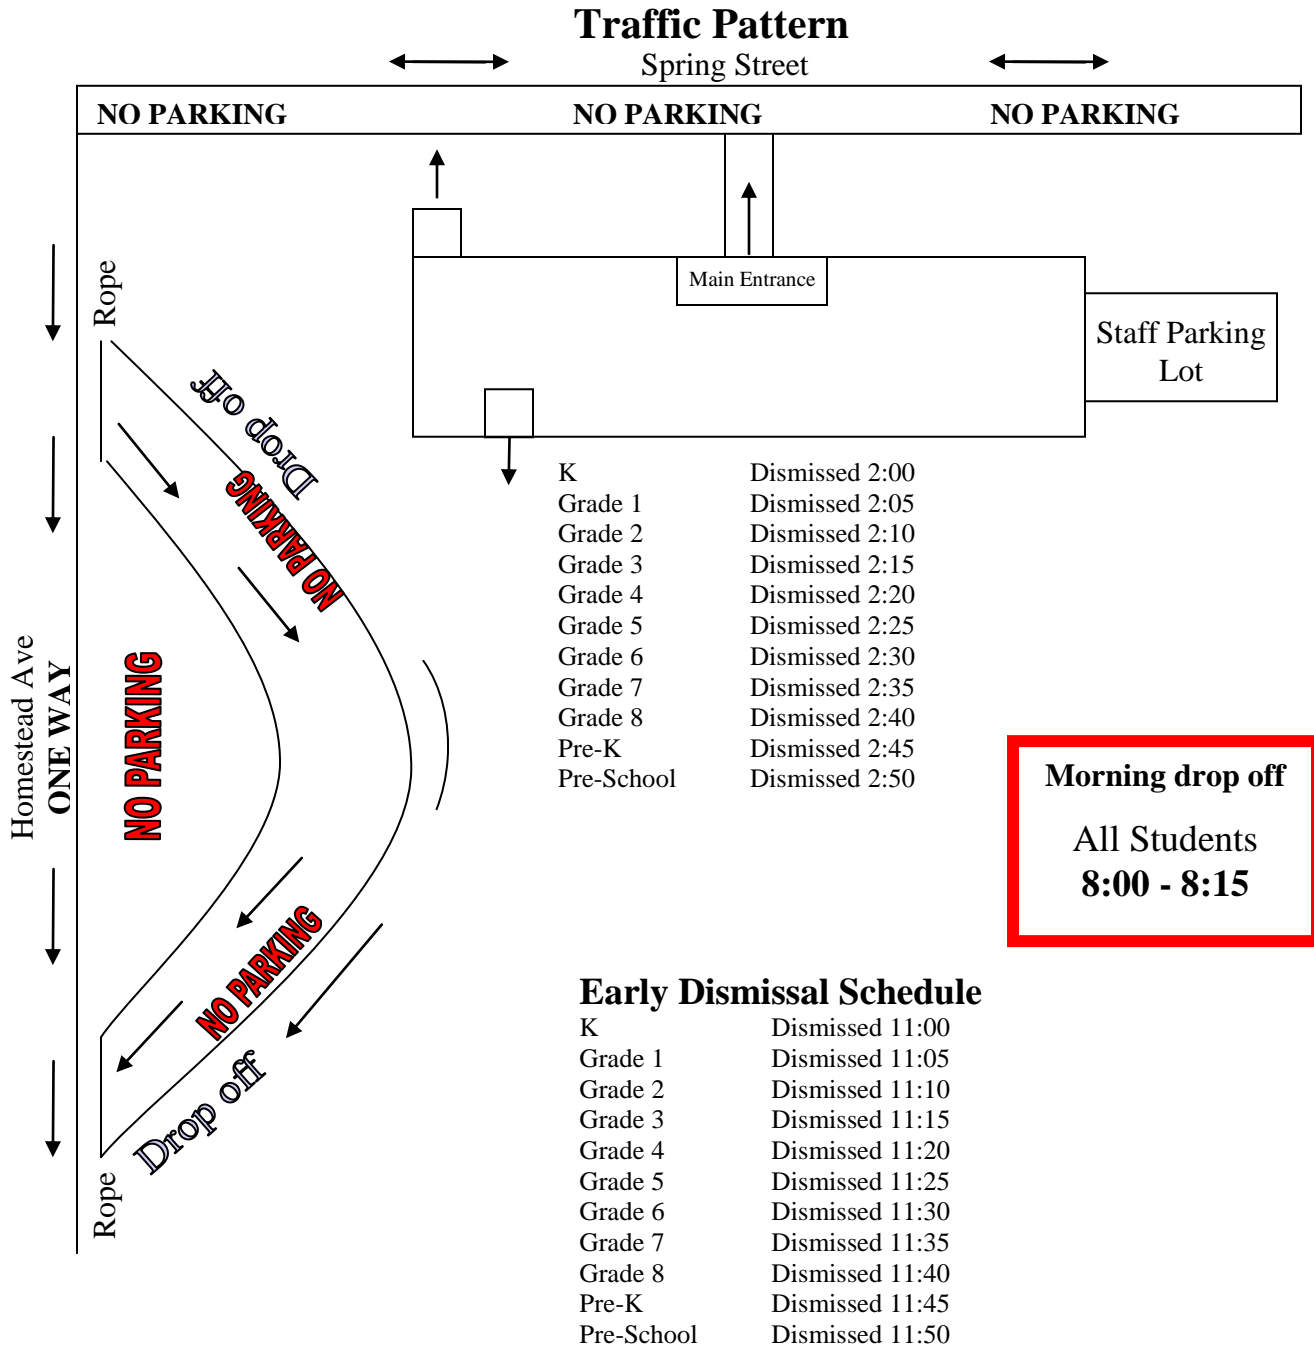 Traffic Pattern
Spring Street
NO PARKING NO PARKING NO PARKING
Main Entrance
Staff Parking
Lot
Rope
Drop off
NO PARKING
Homestead Ave
ONE WAY
NO PARKING
NO PARKING
Drop off
Rope
K Dismissed 2:00
Grade 1 Dismissed 2:05
Grade 2 Dismissed 2:10
Grade 3 Dismissed 2:15
Grade 4 Dismissed 2:20
Grade 5 Dismissed 2:25
Grade 6 Dismissed 2:30
Grade 7 Dismissed 2:35
Grade 8 Dismissed 2:40
Pre-K Dismissed 2:45
Pre-School Dismissed 2:50
Morning drop off
All Students
8:00 - 8:15
Early Dismissal Schedule
K Dismissed 11:00
Grade 1 Dismissed 11:05
Grade 2 Dismissed 11:10
Grade 3 Dismissed 11:15
Grade 4 Dismissed 11:20
Grade 5 Dismissed 11:25
Grade 6 Dismissed 11:30
Grade 7 Dismissed 11:35
Grade 8 Dismissed 11:40
Pre-K Dismissed 11:45
Pre-School Dismissed 11:50